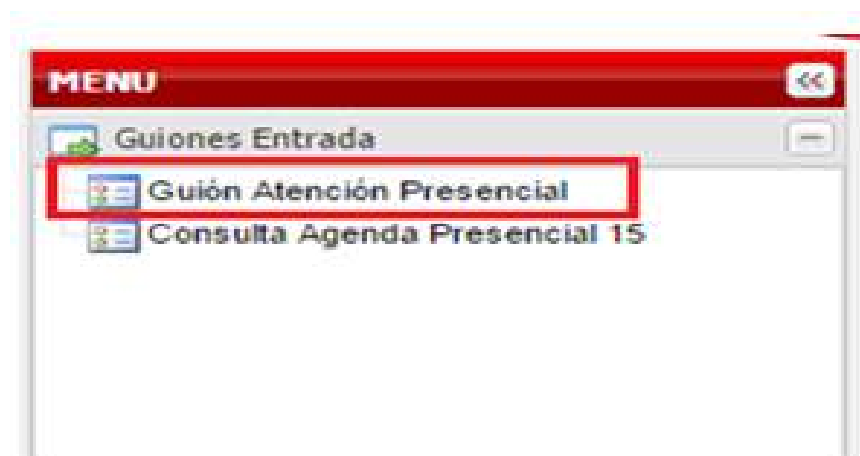 MENU
Guiones Entrada
Guión Atención Presencial
Consulta Agenda Presencial 15